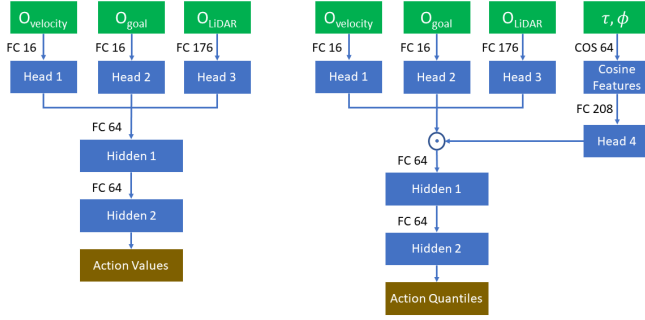 O_velocity O_goal O_LiDAR
FC 16 FC 16 FC 176
Head 1 Head 2 Head 3
FC 64
Hidden 1
FC 64
Hidden 2
Action Values
O_velocity O_goal O_LiDAR τ, ϕ
FC 16 FC 16 FC 176 COS 64
Head 1 Head 2 Head 3 Cosine Features
FC 208
Head 4
FC 64
Hidden 1
FC 64
Hidden 2
Action Quantiles